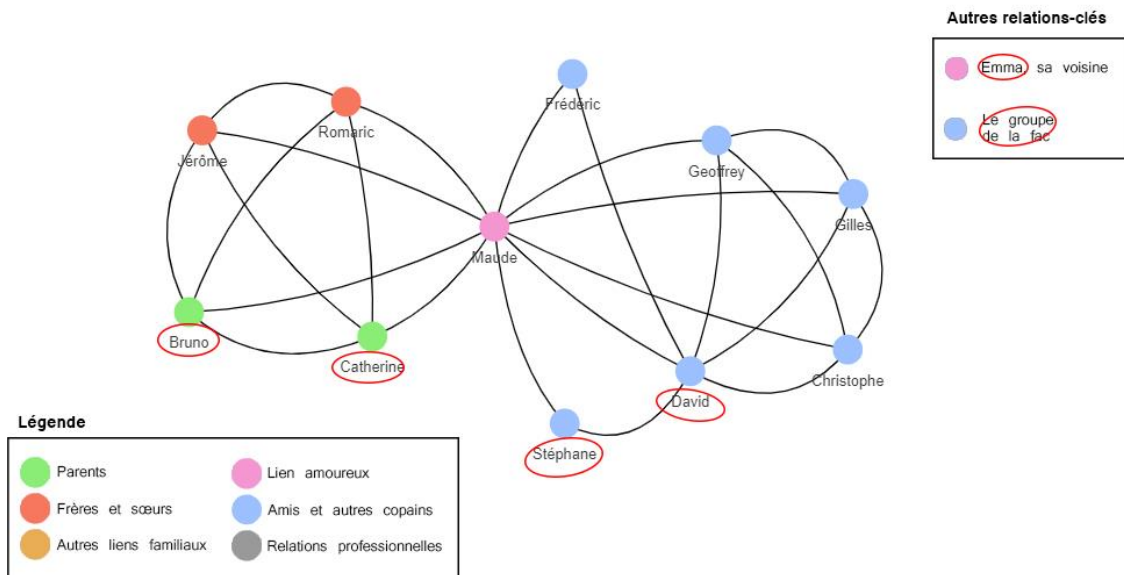 Autres relations-clés
Emma, sa voisine
Le groupe
de la fac
Frédéric
Romaric
Jérôme
Geoffrey
Gilles
Maude
Bruno
Catherine
Christophe
David
Stéphane
Légende
Parents
Lien amoureux
Frères et sœurs
Amis et autres copains
Autres liens familiaux
Relations professionnelles